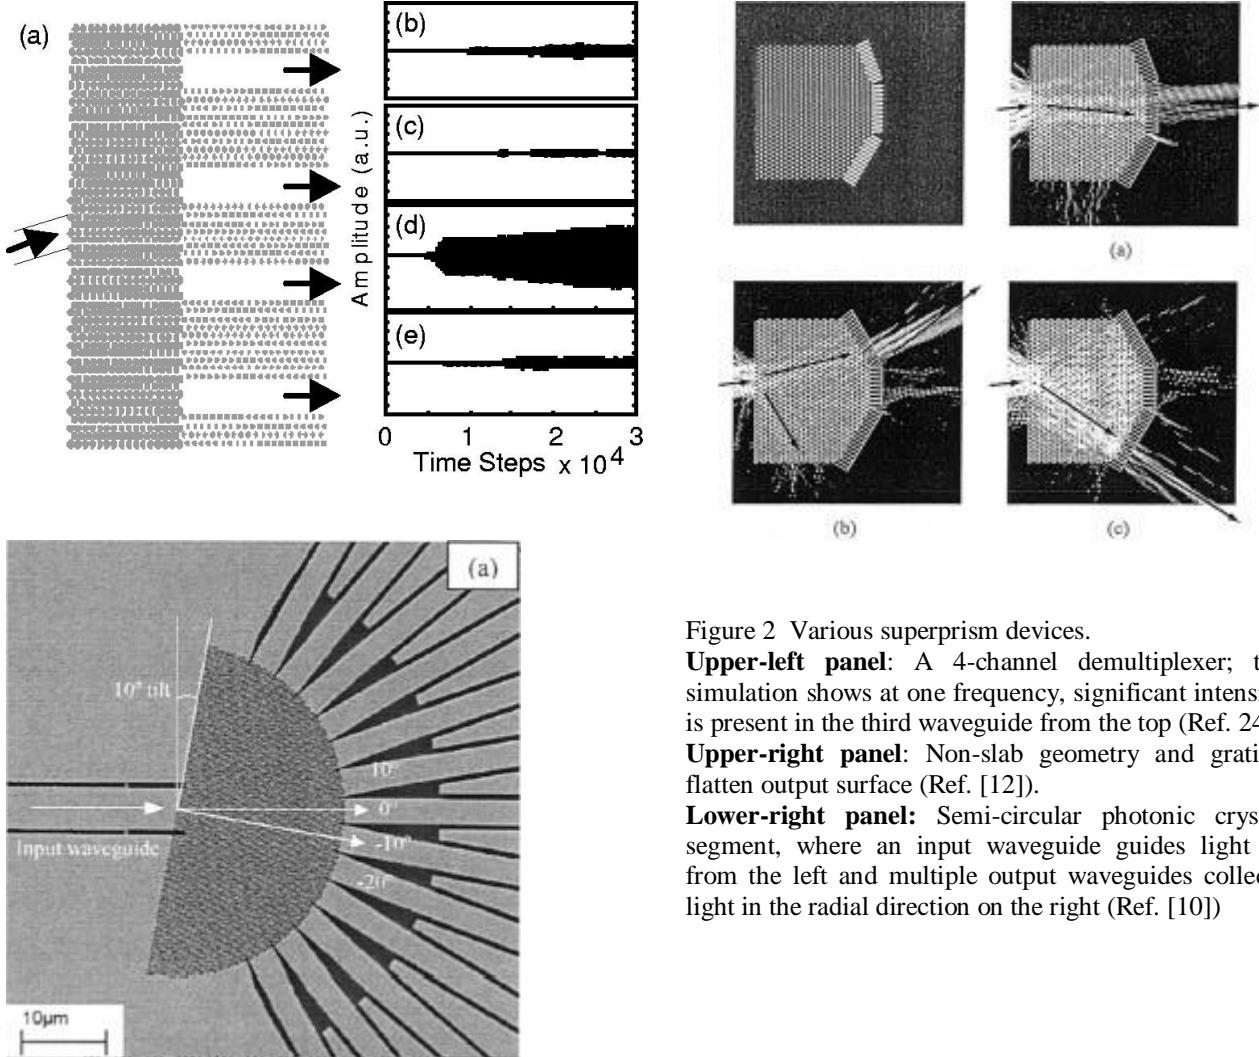 (a)
(b)
(c)
(d)
(e)
Amplitude (a.u.)
0 1 2 3
Time Steps x 10^4
(a)
(b)
(c)
(a)
10° tilt
10°
0°
-10°
-20°
Input waveguide
10μm
Figure 2 Various superprism devices.
Upper-left panel: A 4-channel demultiplexer; t
simulation shows at one frequency, significant intensi
is present in the third waveguide from the top (Ref. 24
Upper-right panel: Non-slab geometry and grati
flatten output surface (Ref. [12]).
Lower-right panel: Semi-circular photonic crys
segment, where an input waveguide guides light
from the left and multiple output waveguides collec
light in the radial direction on the right (Ref. [10])